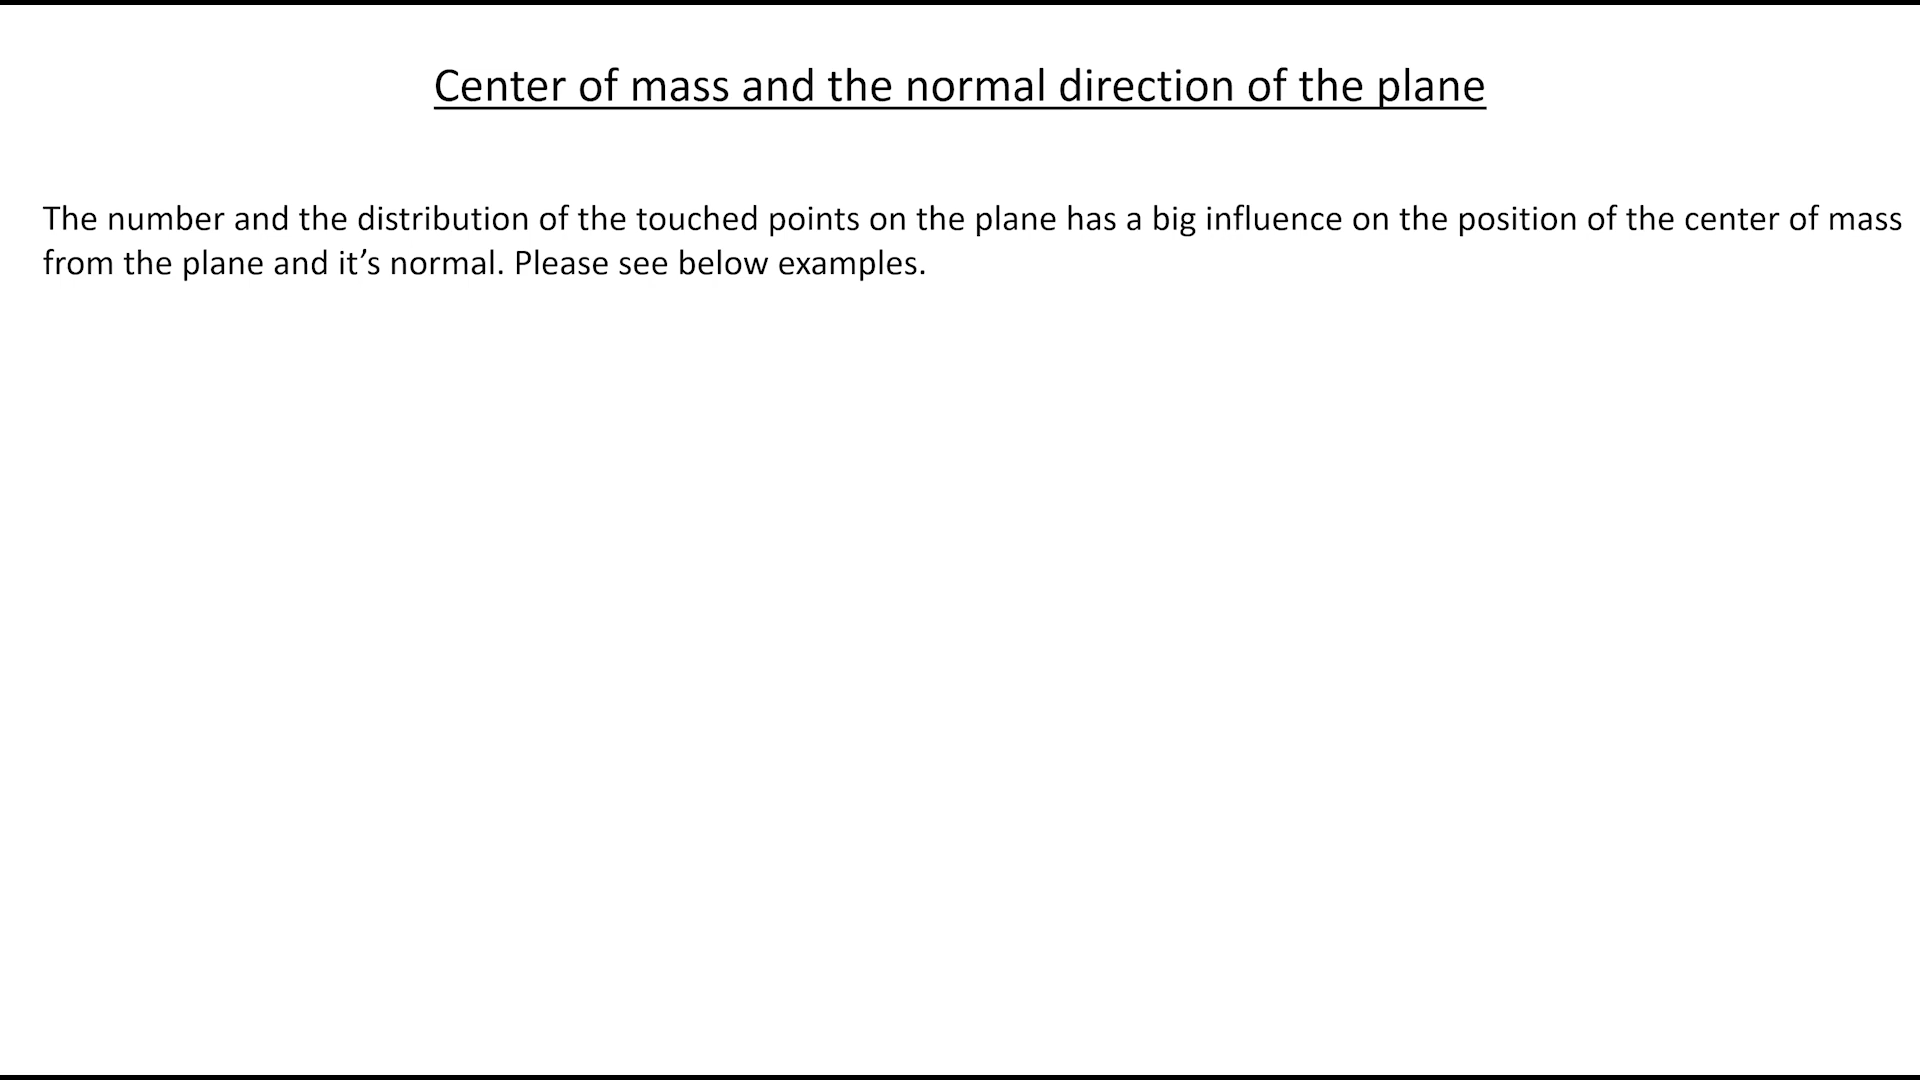 Center of mass and the normal direction of the plane
The number and the distribution of the touched points on the plane has a big influence on the position of the center of mass
from the plane and it’s normal. Please see below examples.